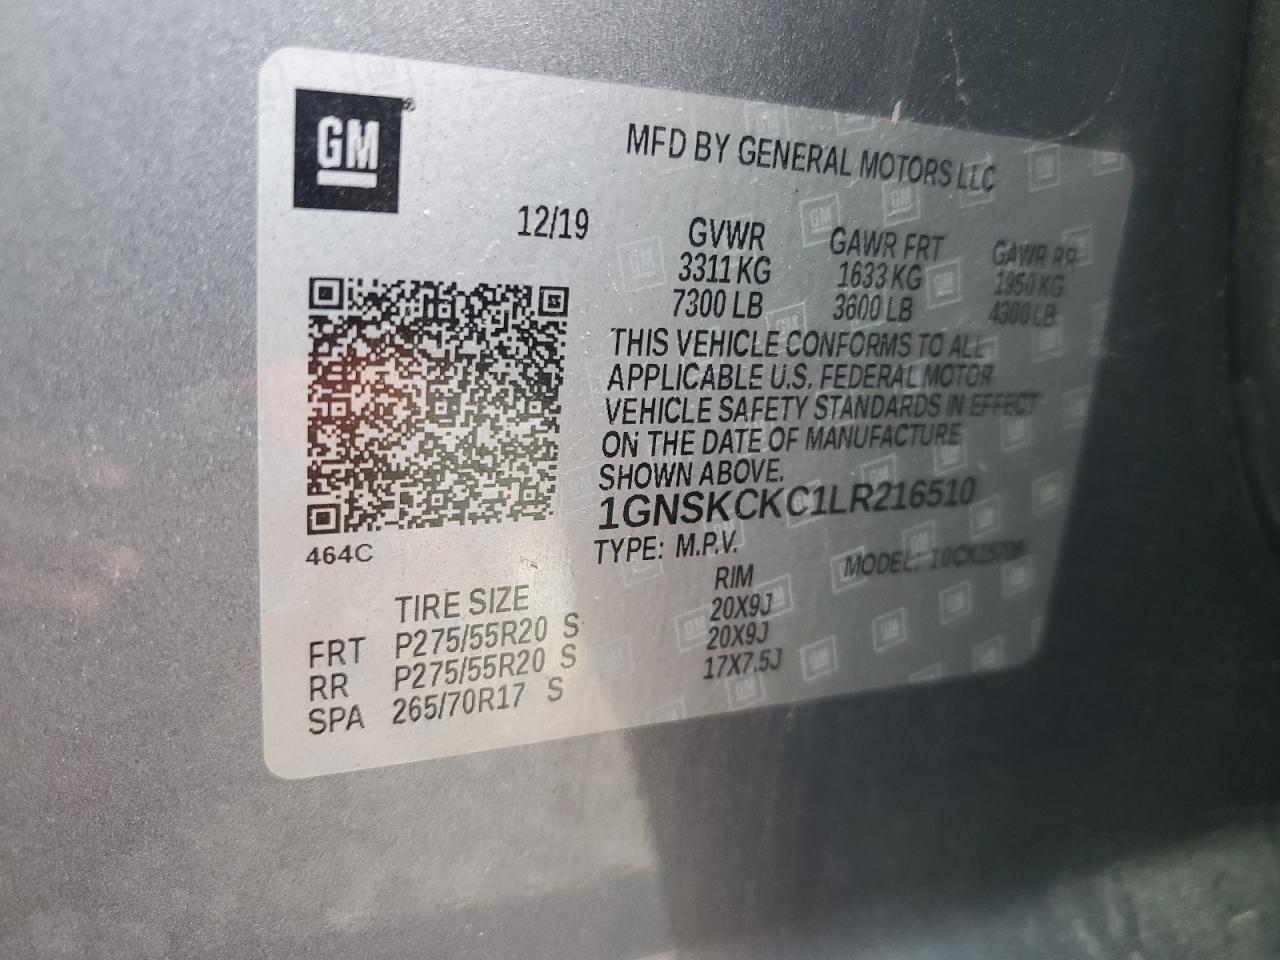 GM
MFD BY GENERAL MOTORS LLC
12/19
GVWR GAWR FRT GAWR RR
3311 KG 1633 KG 1950 KG
7300 LB 3600 LB 4300 LB
THIS VEHICLE CONFORMS TO ALL
APPLICABLE U.S. FEDERAL MOTOR
VEHICLE SAFETY STANDARDS IN EFFECT
ON THE DATE OF MANUFACTURE
SHOWN ABOVE.
1GNSKCKC1LR216510
464C
TYPE: M.P.V. MODEL:
TIRE SIZE RIM
FRT P275/55R20 S 20X9J
RR P275/55R20 S 20X9J
SPA 265/70R17 S 17X7.5J